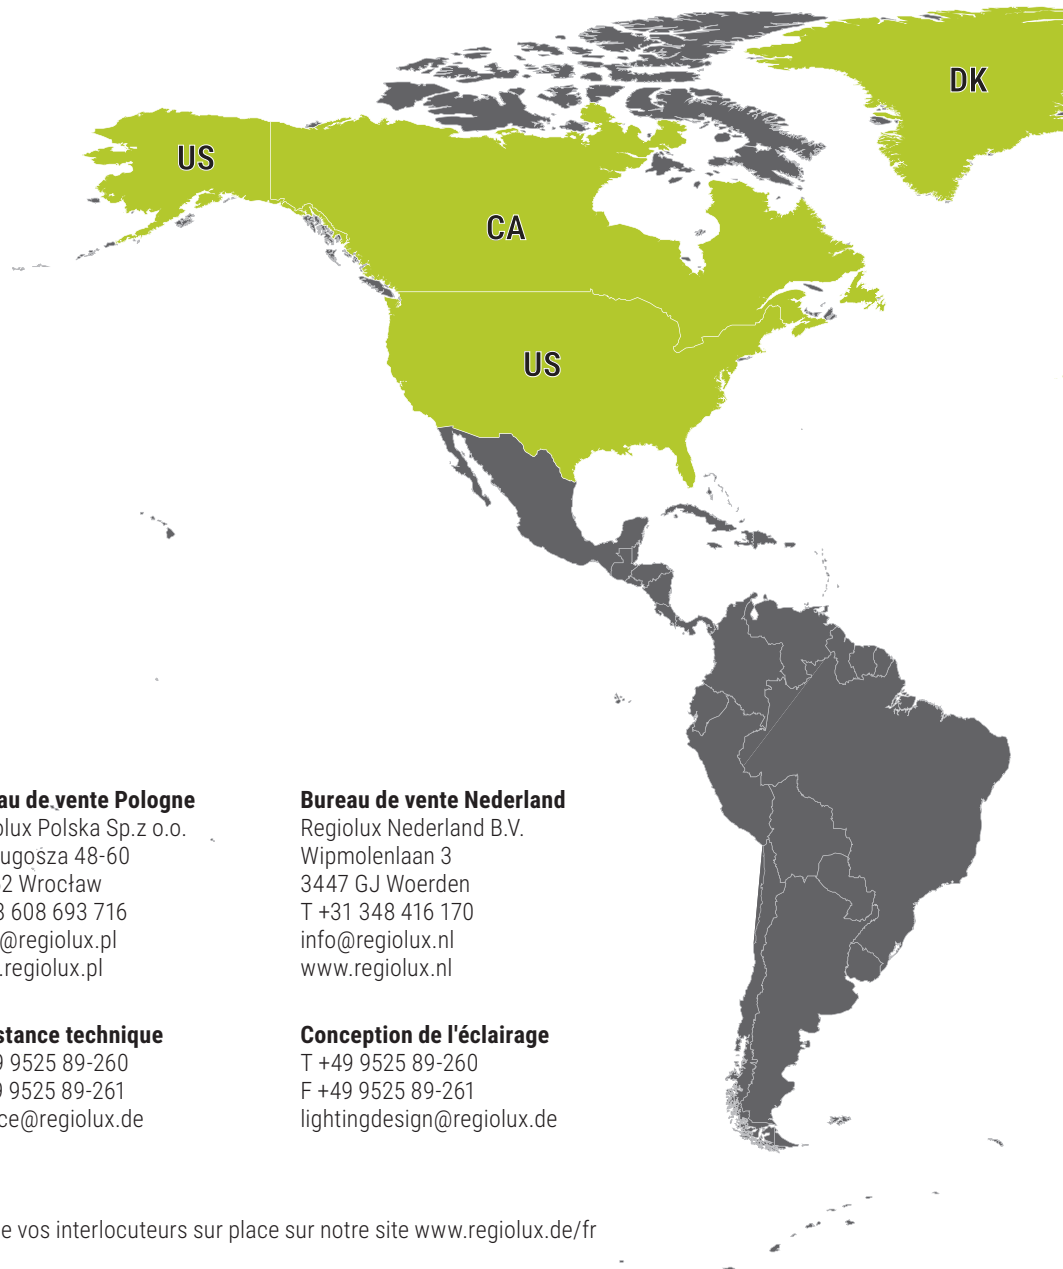 DK
US
CA
US
au de vente Pologne
olux Polska Sp.z o.o.
ugosza 48-60
2 Wrocław
3 608 693 716
@regiolux.pl
.regiolux.pl
Bureau de vente Nederland
Regiolux Nederland B.V.
Wipmolenlaan 3
3447 GJ Woerden
T +31 348 416 170
info@regiolux.nl
www.regiolux.nl
stance technique
9 9525 89-260
9 9525 89-261
ce@regiolux.de
Conception de l'éclairage
T +49 9525 89-260
F +49 9525 89-261
lightingdesign@regiolux.de
e vos interlocuteurs sur place sur notre site www.regiolux.de/fr